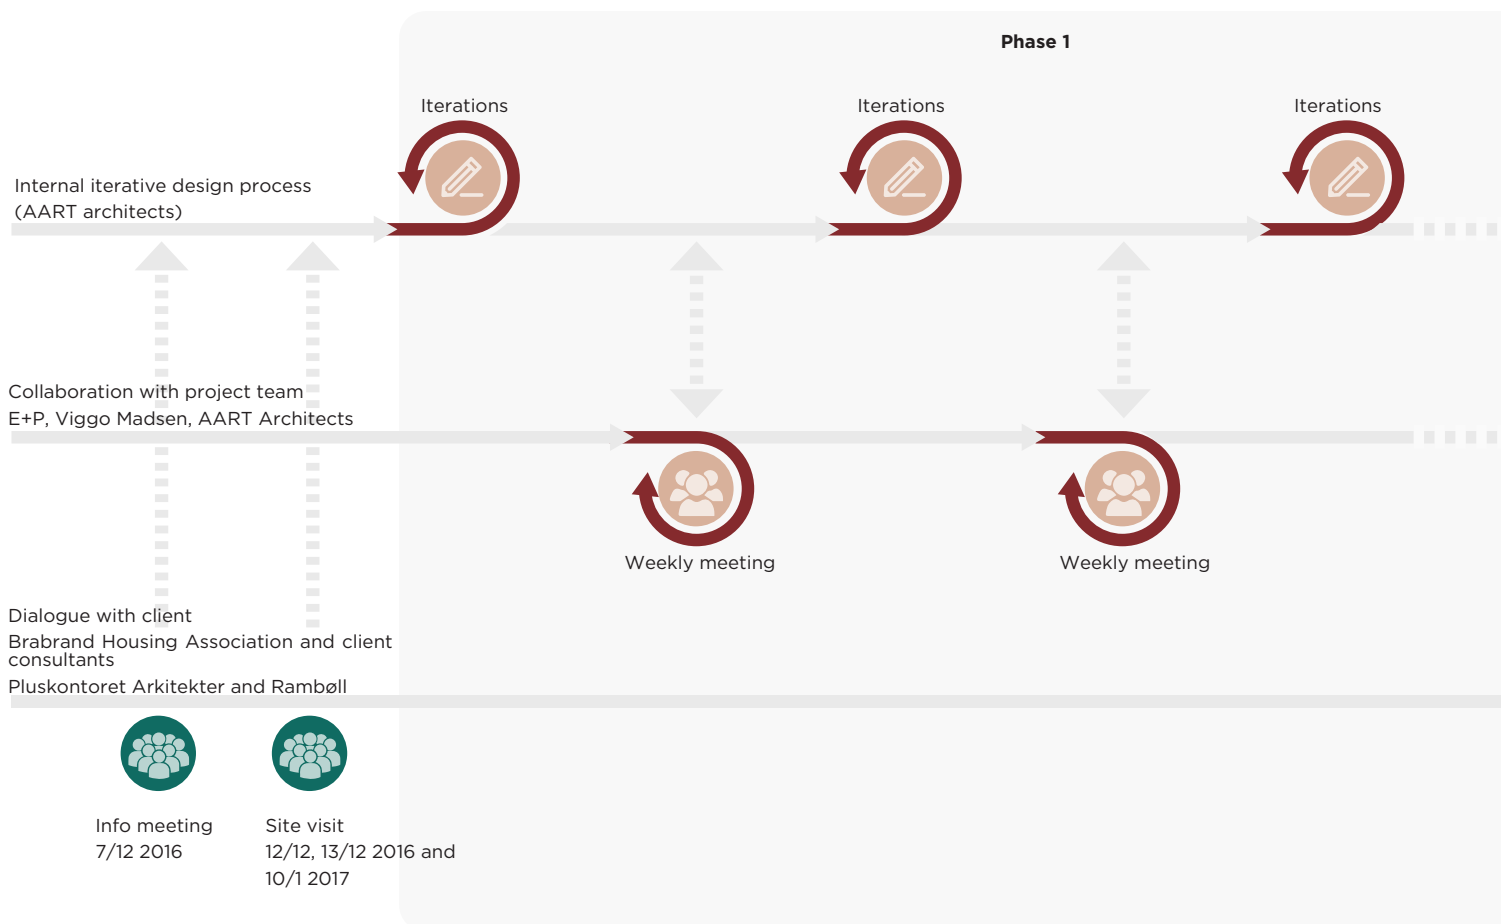 Phase 1
Iterations
Iterations
Iterations
Internal iterative design process
(AART architects)
Collaboration with project team
E+P, Viggo Madsen, AART Architects
Weekly meeting
Weekly meeting
Dialogue with client
Brabrand Housing Association and client
consultants
Pluskontoret Arkitekter and Rambøll
Info meeting
7/12 2016
Site visit
12/12, 13/12 2016 and
10/1 2017